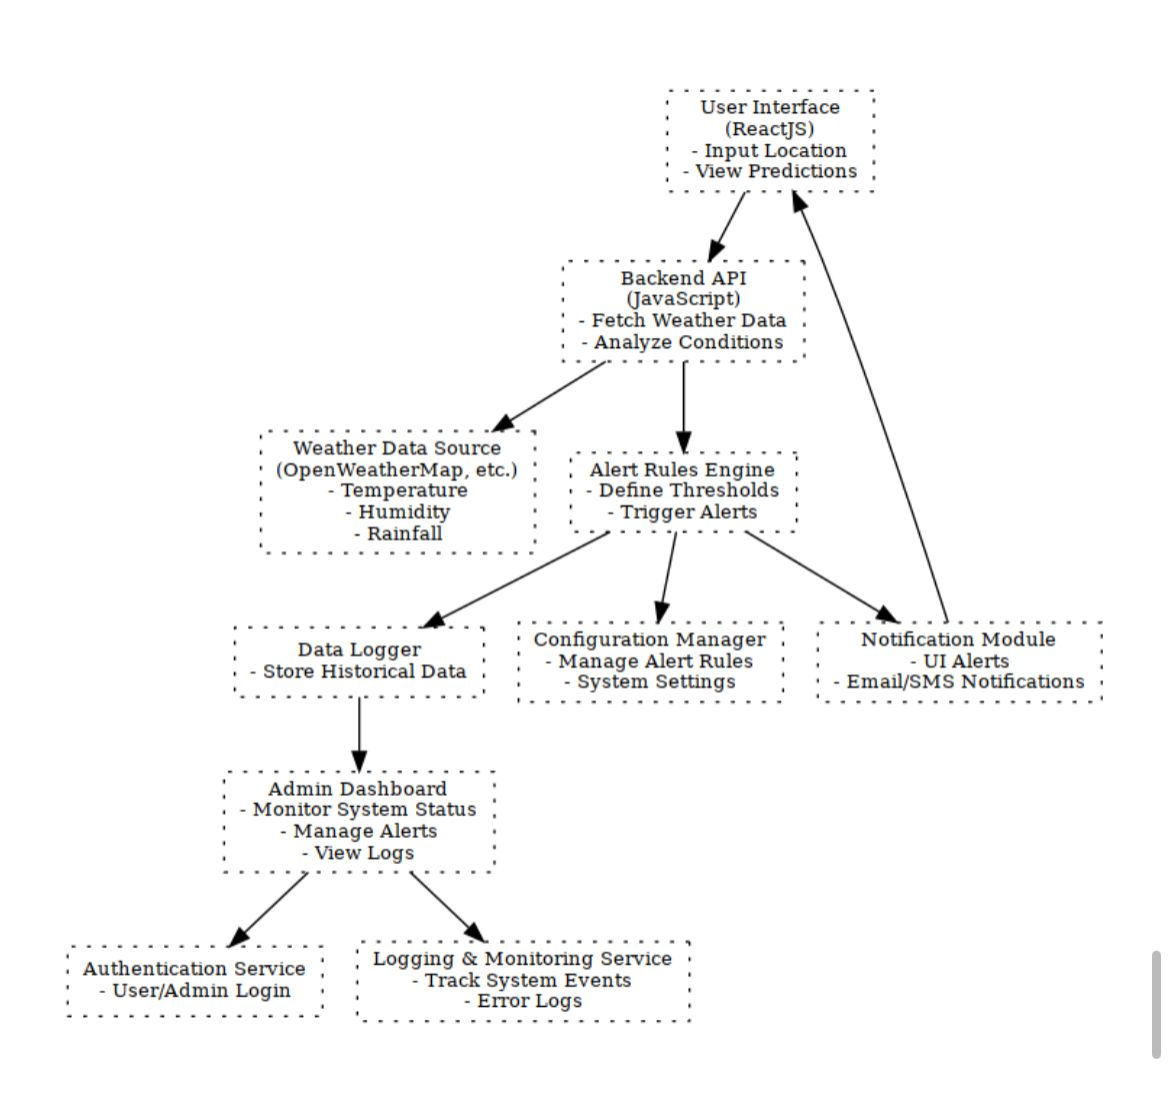 User Interface
(ReactJS)
- Input Location
- View Predictions
Backend API
(JavaScript)
- Fetch Weather Data
- Analyze Conditions
Weather Data Source
(OpenWeatherMap, etc.)
- Temperature
- Humidity
- Rainfall
Alert Rules Engine
- Define Thresholds
- Trigger Alerts
Data Logger
- Store Historical Data
Configuration Manager
- Manage Alert Rules
- System Settings
Notification Module
- UI Alerts
- Email/SMS Notifications
Admin Dashboard
- Monitor System Status
- Manage Alerts
- View Logs
Authentication Service
- User/Admin Login
Logging & Monitoring Service
- Track System Events
- Error Logs